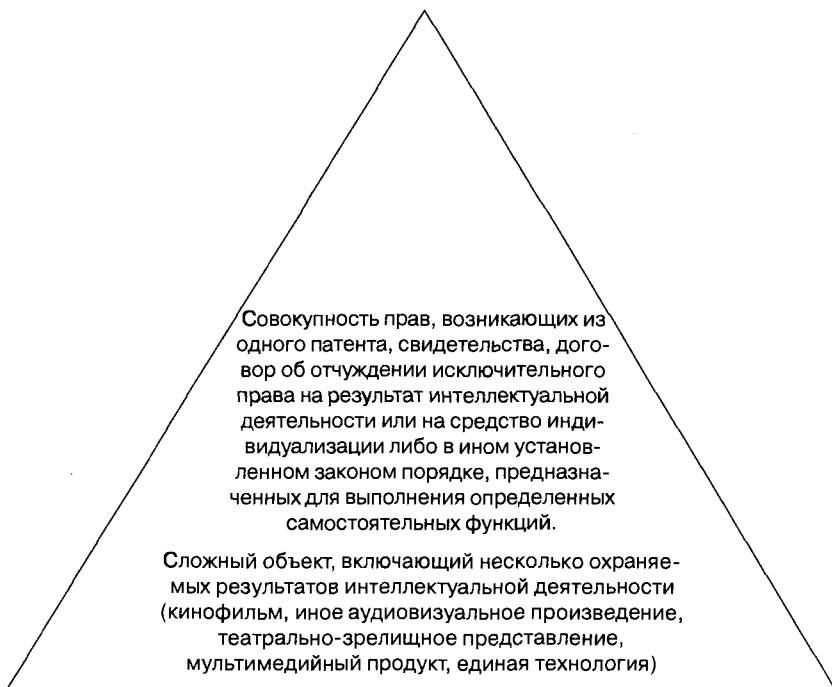 Совокупность прав, возникающих из
одного патента, свидетельства, дого-
вор об отчуждении исключительного
права на результат интеллектуальной
деятельности или на средство инди-
видуализации либо в ином установ-
ленном законом порядке, предназна-
ченных для выполнения определенных
самостоятельных функций.
Сложный объект, включающий несколько охраняе-
мых результатов интеллектуальной деятельности
(кинофильм, иное аудиовизуальное произведение,
театрально-зрелищное представление,
мультимедийный продукт, единая технология)